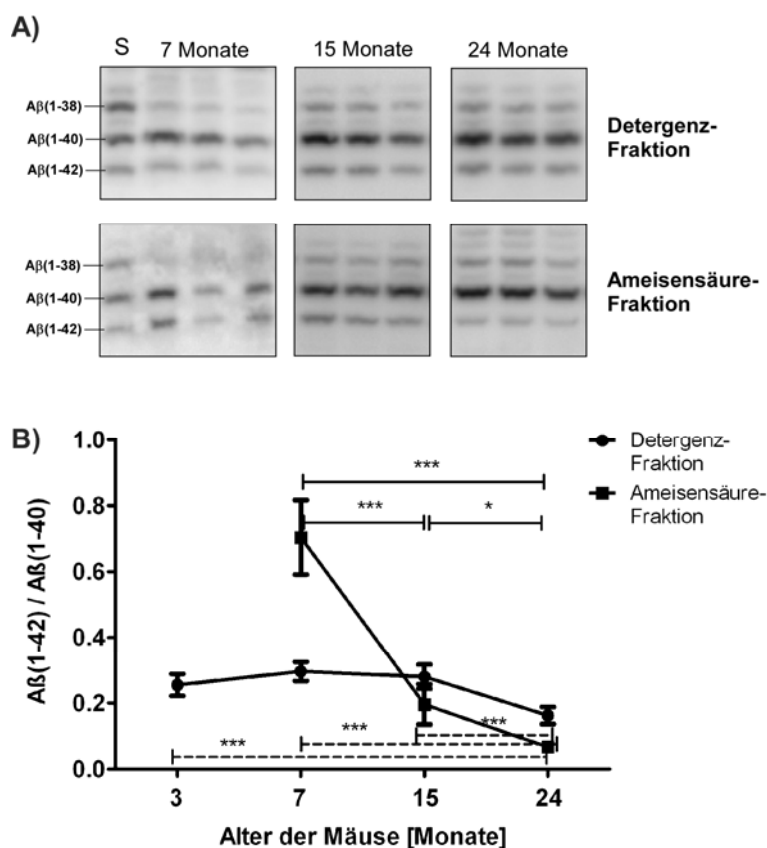 A)
S 7 Monate 15 Monate 24 Monate
Aβ(1-38)
Aβ(1-40)
Aβ(1-42)
Detergenz-
Fraktion
Aβ(1-38)
Aβ(1-40)
Aβ(1-42)
Ameisensäure-
Fraktion
B)
Detergenz-
Fraktion
Ameisensäure-
Fraktion
Aß(1-42) / Aß(1-40)
1.0
0.8
0.6
0.4
0.2
0.0
***
*** *
***
***
***
3 7 15 24
Alter der Mäuse [Monate]